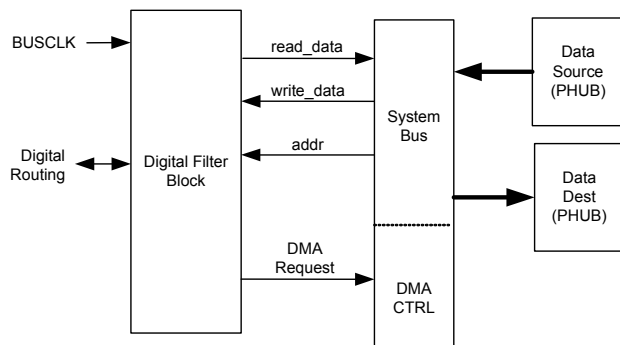 BUSCLK
Digital
Routing
Digital Filter
Block
read_data
write_data
addr
DMA
Request
System
Bus
DMA
CTRL
Data
Source
(PHUB)
Data
Dest
(PHUB)